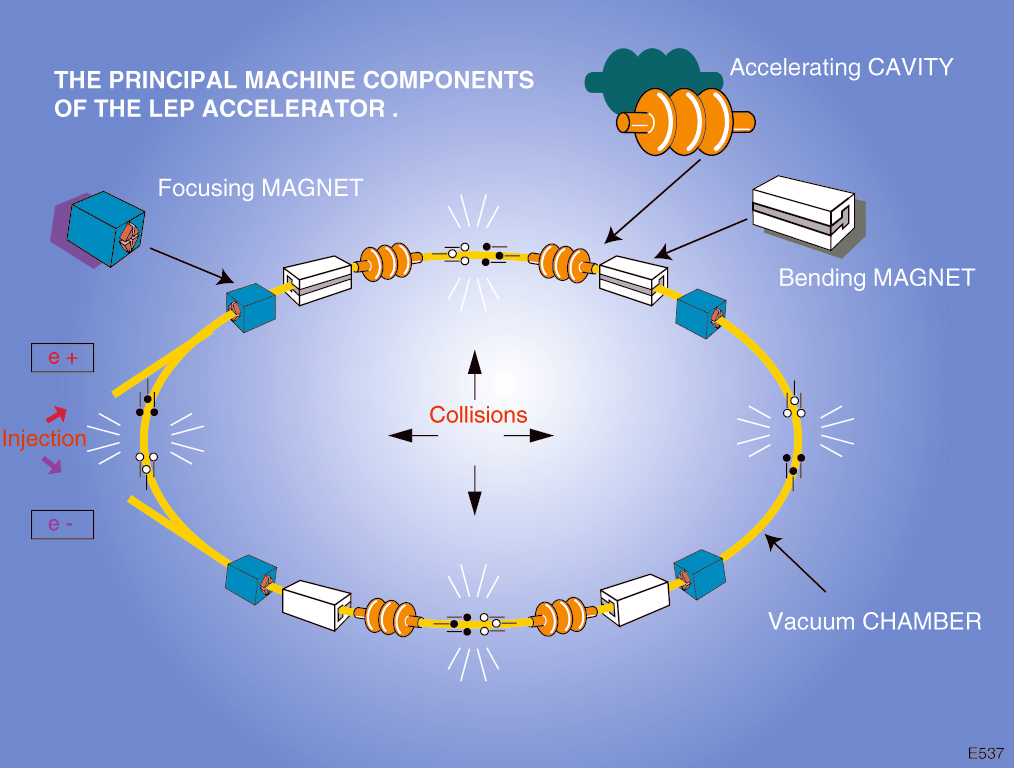 THE PRINCIPAL MACHINE COMPONENTS
OF THE LEP ACCELERATOR .
Accelerating CAVITY
Focusing MAGNET
Bending MAGNET
e +
Collisions
Injection
e -
Vacuum CHAMBER
E537